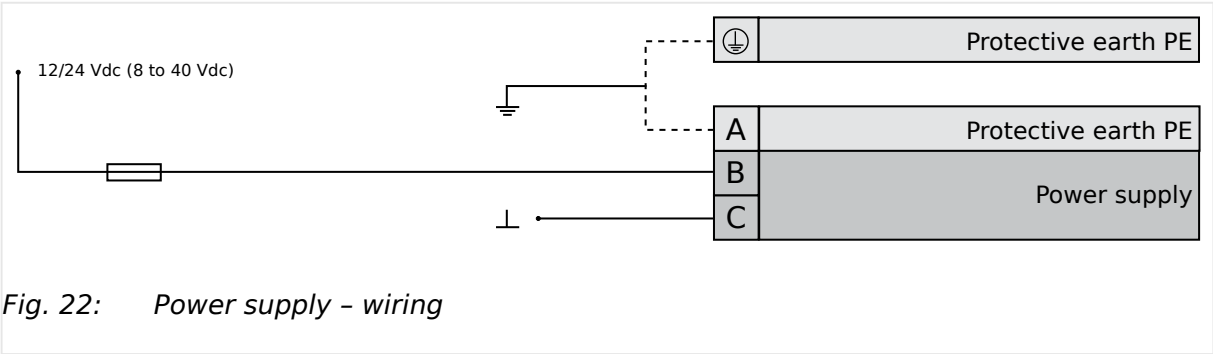 Protective earth PE
12/24 Vdc (8 to 40 Vdc)
A Protective earth PE
B
Power supply
C
Fig. 22: Power supply – wiring